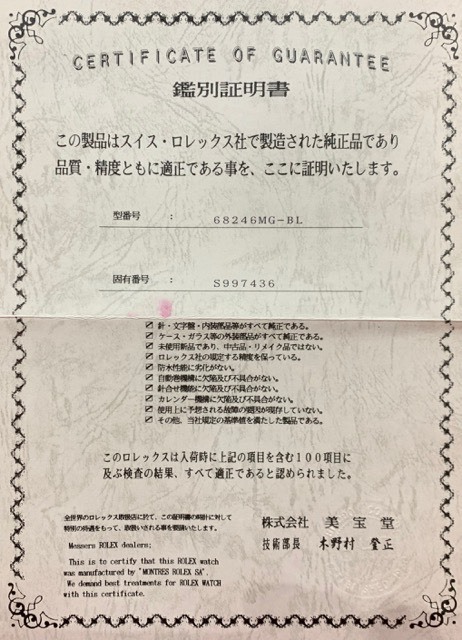 CERTIFICATE OF GUARANTEE
鑑別証明書
この製品はスイス・ロレックス社で製造された純正品であり
品質・精度ともに適正である事を、ここに証明いたします。
型番号 : 68246MG-BL
固有番号 : S997436
☑ 針・文字盤・内装部品等がすべて純正である。
☑ ケース・ガラス等の外装部品がすべて純正である。
☑ 未使用新品であり、中古品・リメイク品ではない。
☑ ロレックス社の規定する精度を保っている。
☑ 防水性能に劣化がない。
☑ 自動巻機構に欠陥及び不具合がない。
☑ 針合せ機能に欠陥及び不具合がない。
☑ カレンダー機構に欠陥及び不具合がない。
☑ 使用上に予想される故障の要因が現存していない。
☑ その他、当社規定の基準値を満たした製品である。
このロレックスは入荷時に上記の項目を含む100項目に
及ぶ検査の結果、すべて適正であると認められました。
全世界のロレックス取扱店に於て、この証明書の時計に対して
特別の待遇をもって、取扱いされる事を要請いたします。
株式会社 美宝堂
技術部長 木野村 登正
Messers ROLEX dealers;
This is to certify that this ROLEX watch
was manufactured by "MONTRES ROLEX SA".
We demand best treatments for ROLEX WATCH
with this certificate.